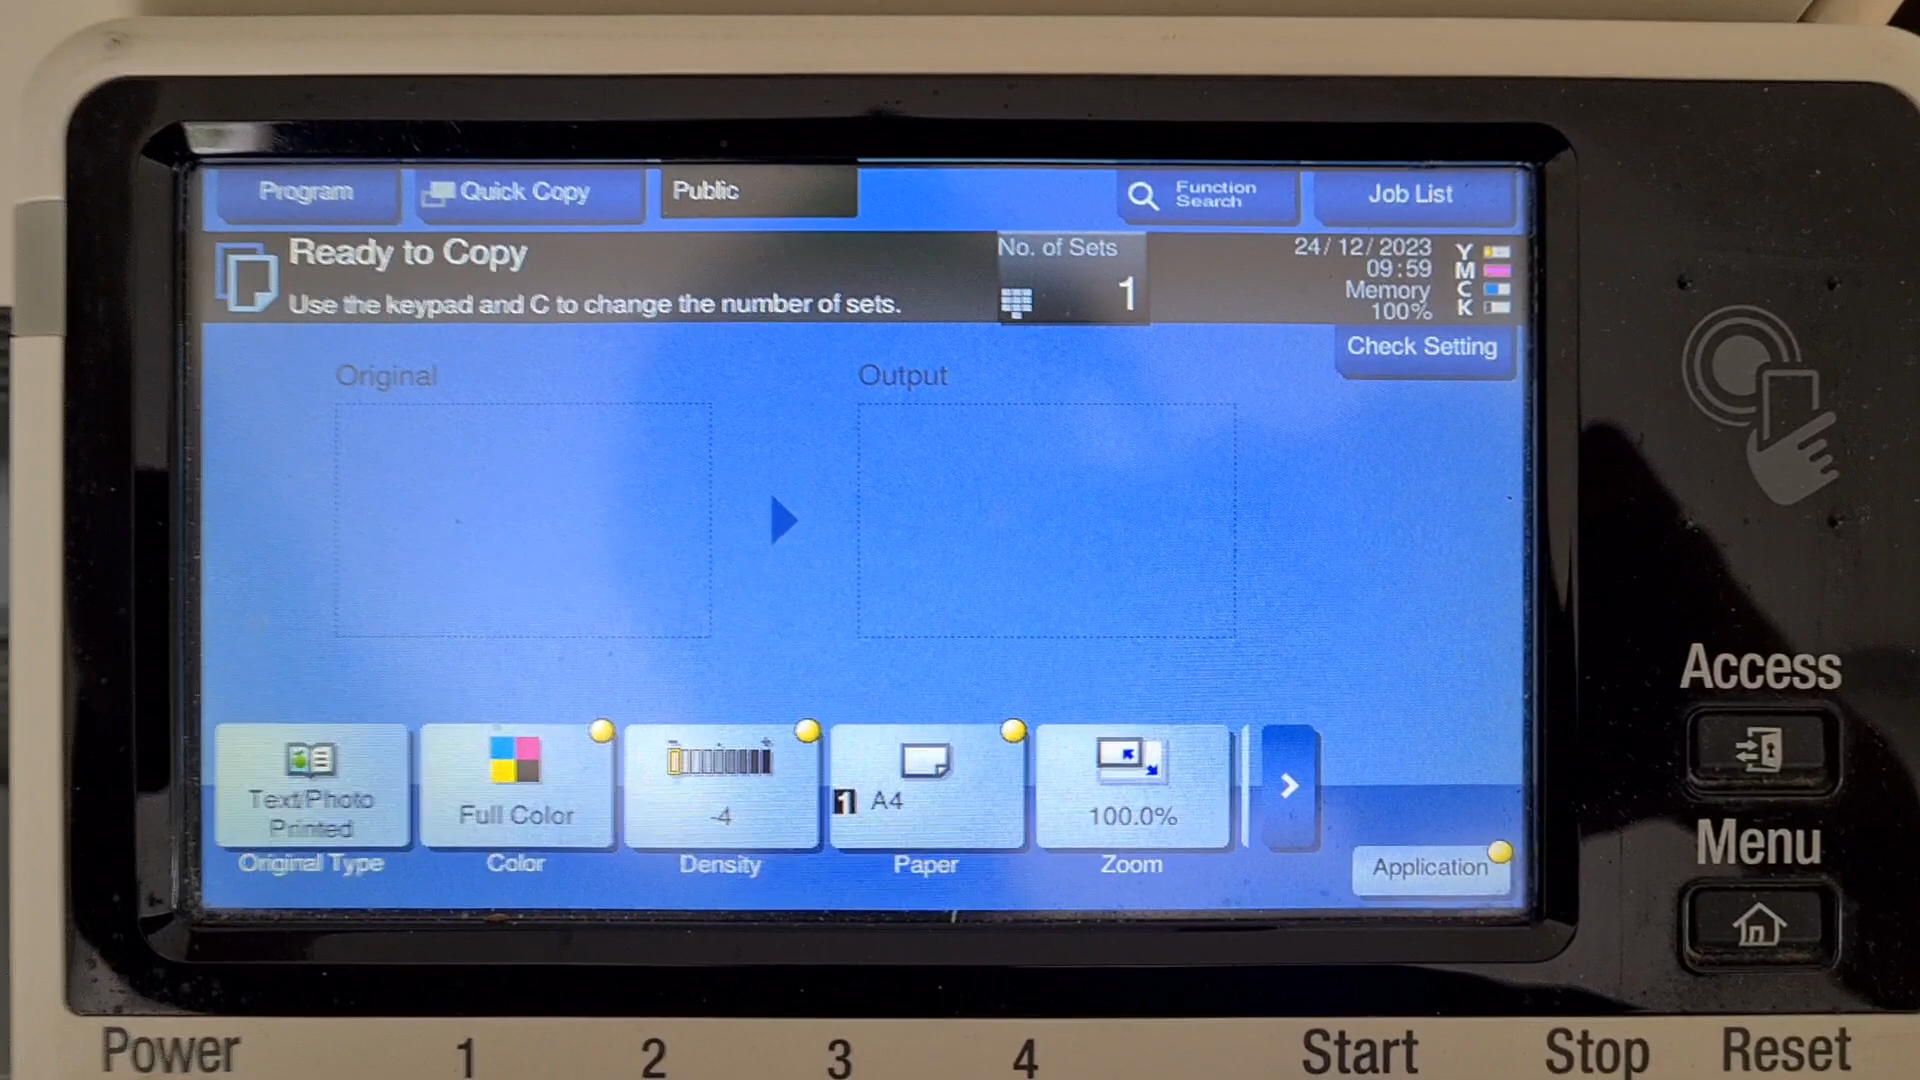 Program
Quick Copy
Public
Function
Search
Job List
Ready to Copy
Use the keypad and C to change the number of sets.
No. of Sets
1
24/12/2023
09:59
Memory
100%
Y
M
C
K
Check Setting
Original
Output
Text/Photo
Printed
Original Type
Full Color
Color
-4
Density
1 A4
Paper
100.0%
Zoom
Application
Access
Menu
Power
1
2
3
4
Start
Stop
Reset